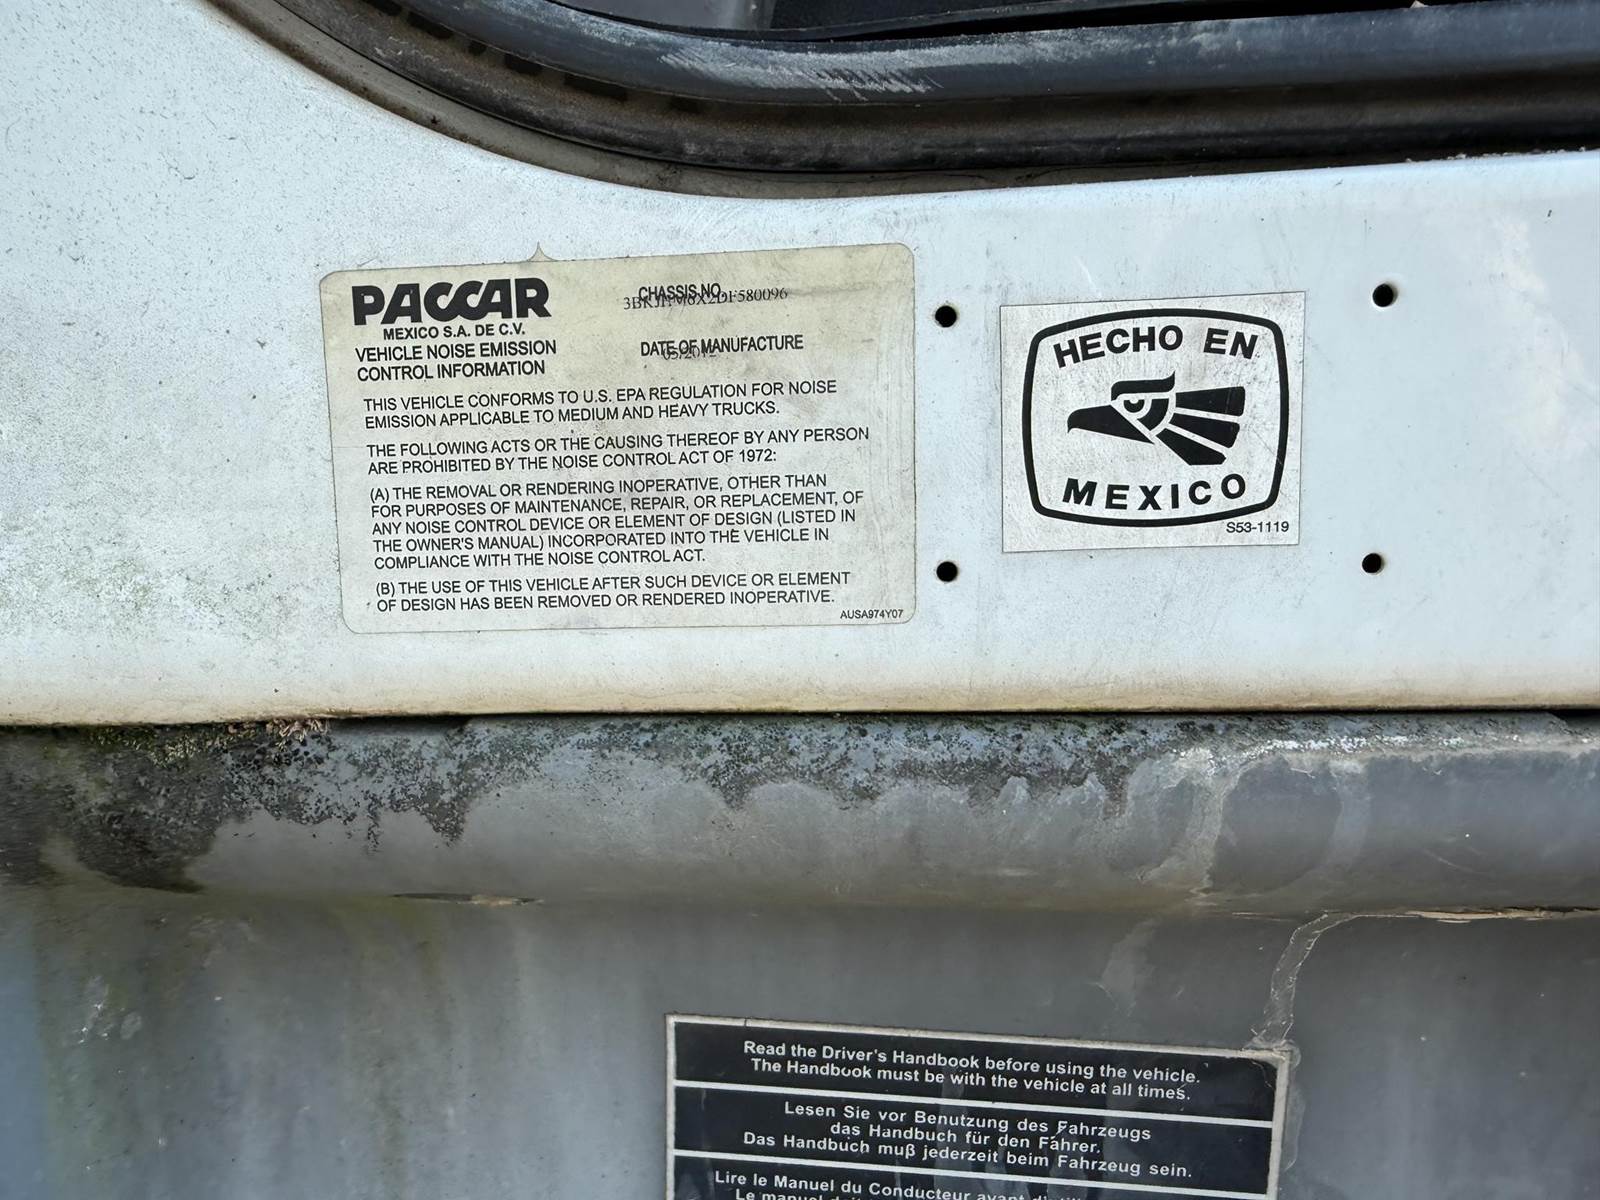 PACCAR
MEXICO S.A. DE C.V.
VEHICLE NOISE EMISSION
CONTROL INFORMATION
CHASSIS NO.
DATE OF MANUFACTURE
05/2012
THIS VEHICLE CONFORMS TO U.S. EPA REGULATION FOR NOISE
EMISSION APPLICABLE TO MEDIUM AND HEAVY TRUCKS.
THE FOLLOWING ACTS OR THE CAUSING THEREOF BY ANY PERSON
ARE PROHIBITED BY THE NOISE CONTROL ACT OF 1972:
(A) THE REMOVAL OR RENDERING INOPERATIVE, OTHER THAN
FOR PURPOSES OF MAINTENANCE, REPAIR, OR REPLACEMENT, OF
ANY NOISE CONTROL DEVICE OR ELEMENT OF DESIGN (LISTED IN
THE OWNER'S MANUAL) INCORPORATED INTO THE VEHICLE IN
COMPLIANCE WITH THE NOISE CONTROL ACT.
(B) THE USE OF THIS VEHICLE AFTER SUCH DEVICE OR ELEMENT
OF DESIGN HAS BEEN REMOVED OR RENDERED INOPERATIVE.
AUSA974Y07
HECHO EN
MEXICO
S53-1119
Read the Driver's Handbook before using the vehicle.
The Handbook must be with the vehicle at all times.
Lesen Sie vor Benutzung des Fahrzeugs
das Handbuch für den Fahrer.
Das Handbuch muß jederzeit beim Fahrzeug sein.
Lire le Manuel du Conducteur avant
Le manuel